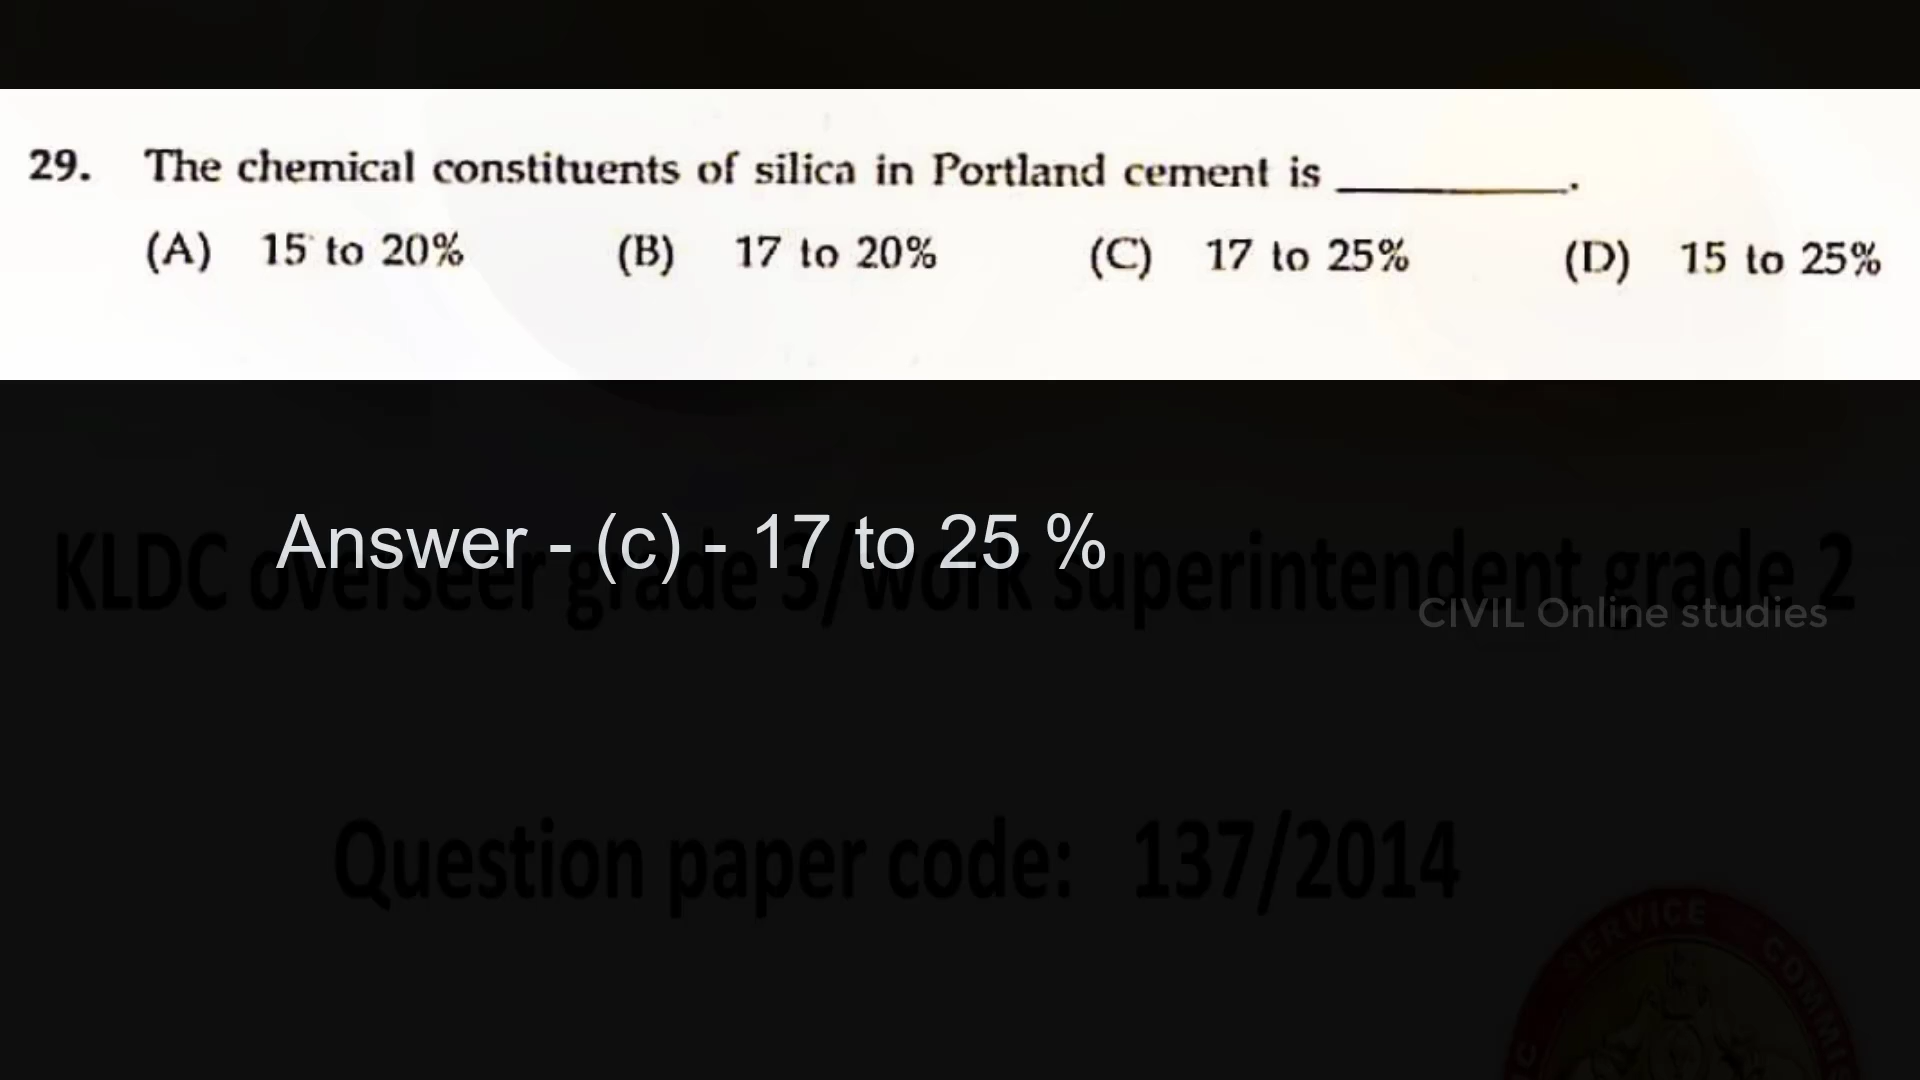 29. The chemical constituents of silica in Portland cement is __________.
(A) 15 to 20% (B) 17 to 20% (C) 17 to 25% (D) 15 to 25%
Answer - (c) - 17 to 25 %
KLDC overseer grade 3/work superintendent grade 2
CIVIL Online studies
Question paper code: 137/2014
SERVICE